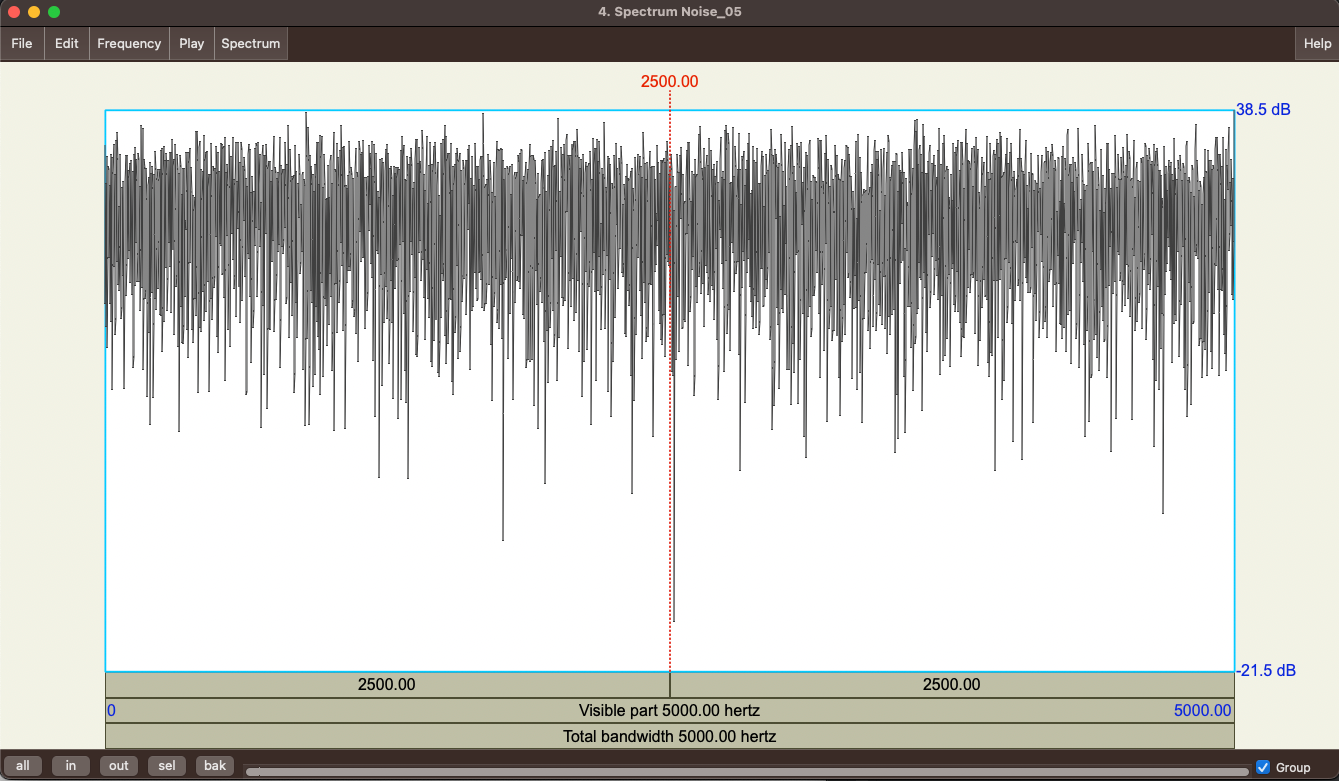 4. Spectrum Noise_05
File Edit Frequency Play Spectrum Help
2500.00
38.5 dB
-21.5 dB
2500.00 2500.00
0 Visible part 5000.00 hertz 5000.00
Total bandwidth 5000.00 hertz
all in out sel bak Group